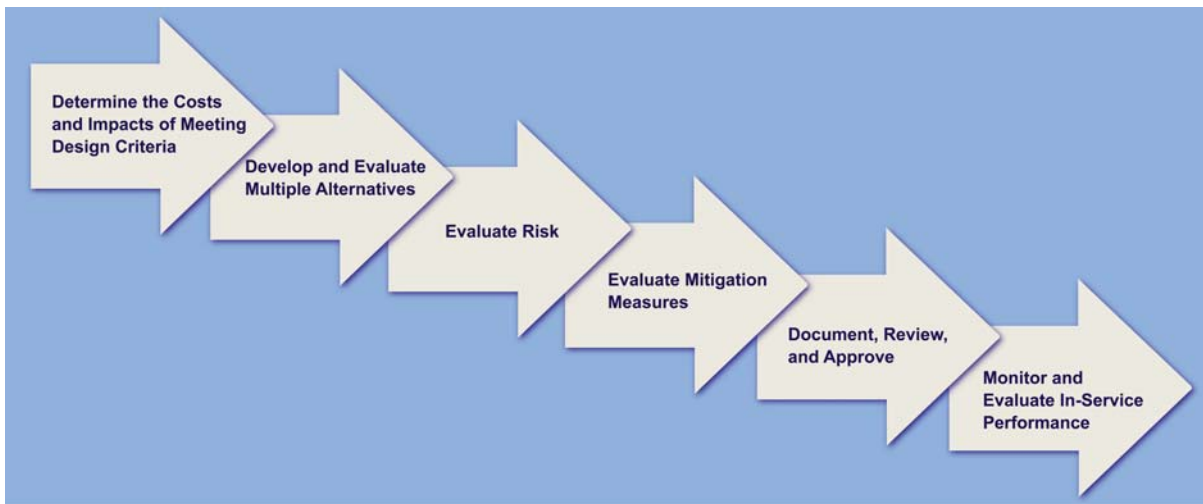 Determine the Costs
and Impacts of Meeting
Design Criteria
Develop and Evaluate
Multiple Alternatives
Evaluate Risk
Evaluate Mitigation
Measures
Document, Review,
and Approve
Monitor and
Evaluate In-Service
Performance